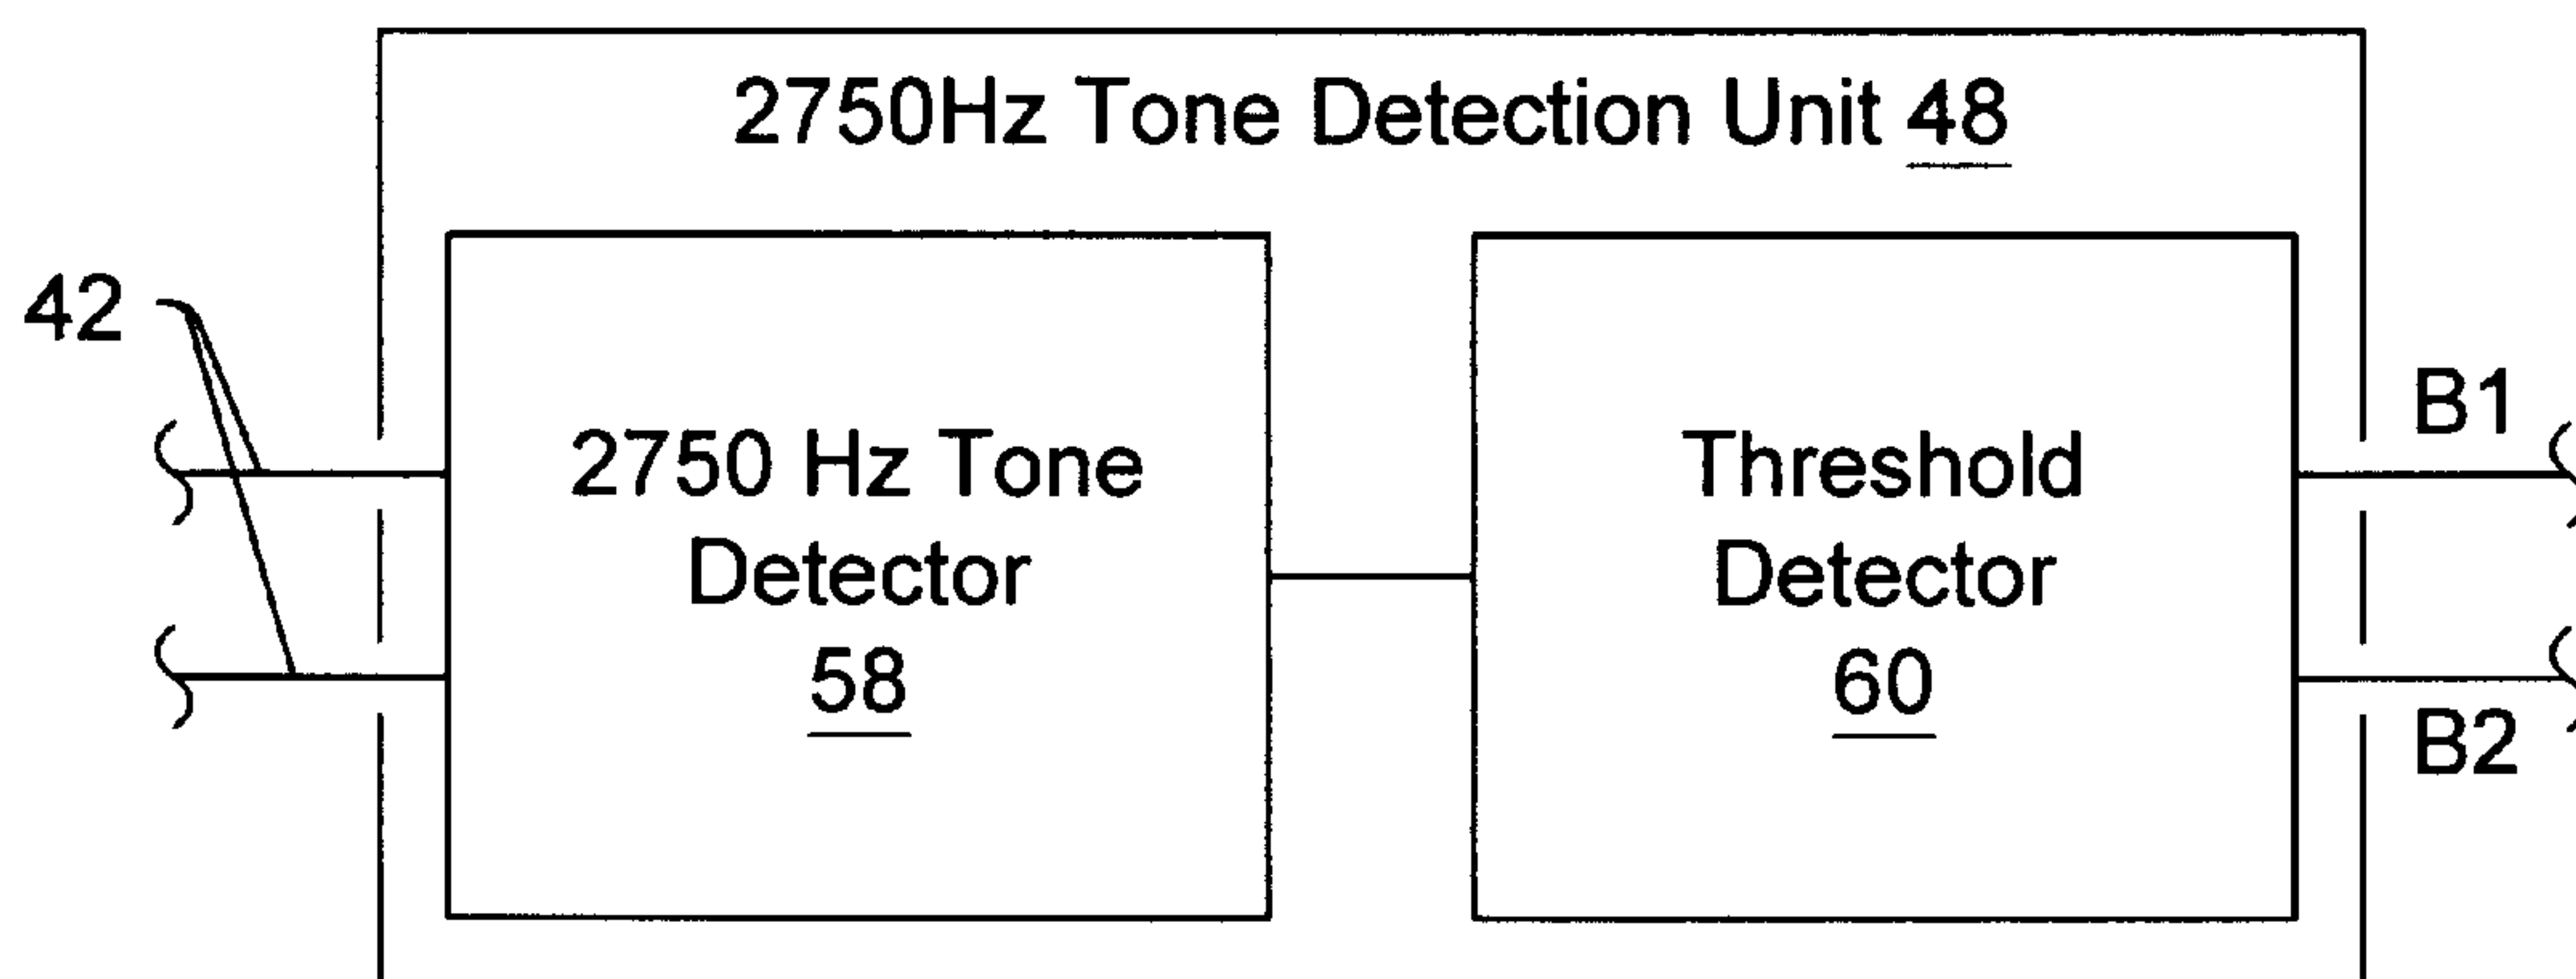 2750Hz Tone Detection Unit 48
42
2750 Hz Tone
Detector
58
Threshold
Detector
60
B1
B2